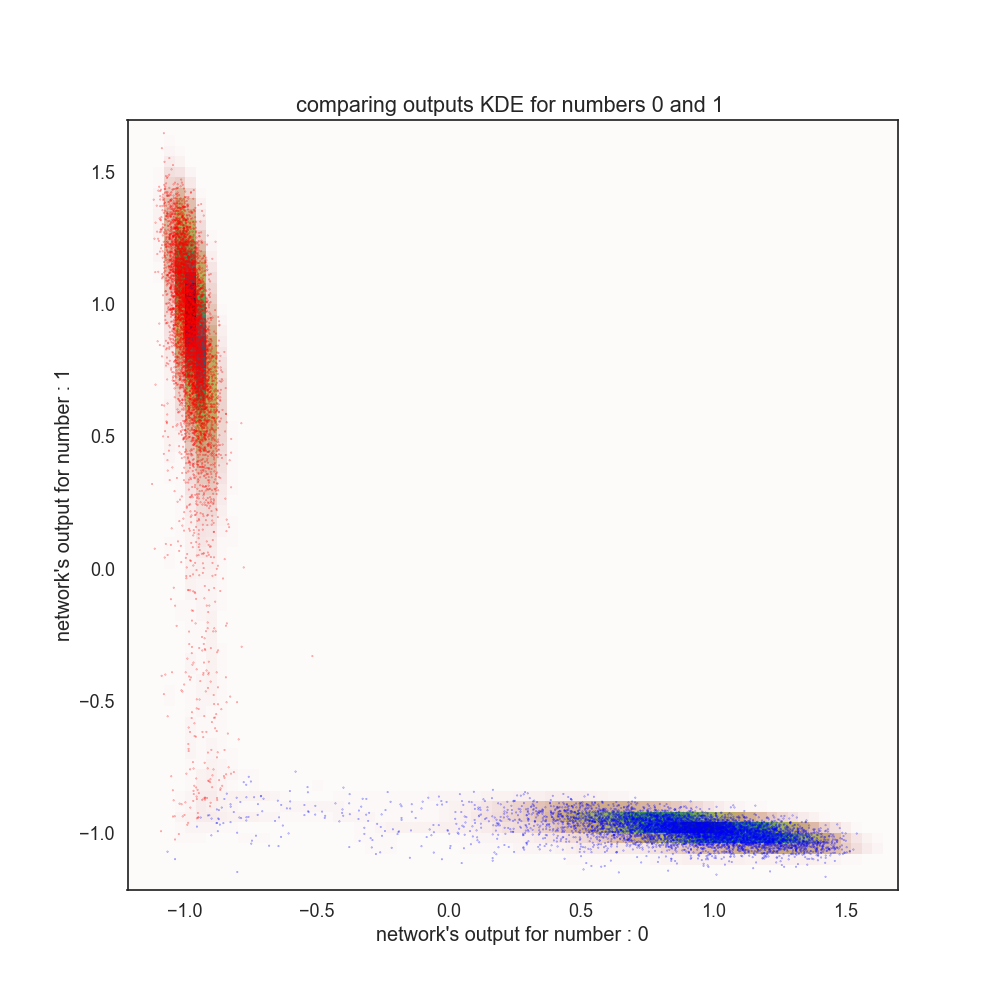 comparing outputs KDE for numbers 0 and 1
network's output for number : 1
1.5
1.0
0.5
0.0
−0.5
−1.0
−1.0 −0.5 0.0 0.5 1.0 1.5
network's output for number : 0